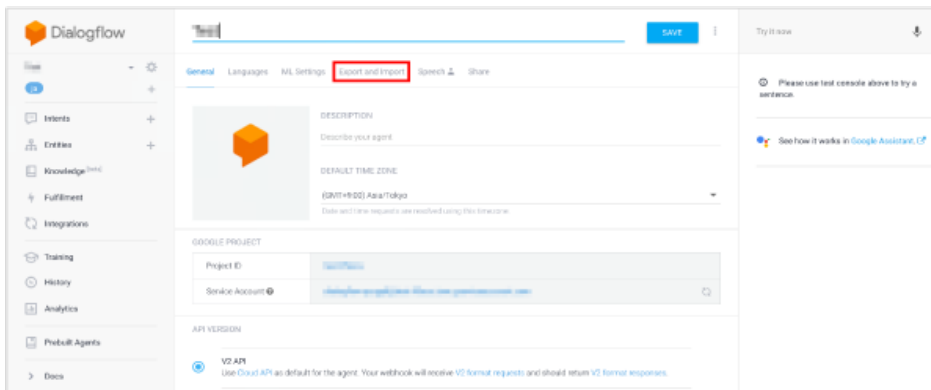 Dialogflow
SAVE
Try it now
General Languages ML Settings Export and Import Speech Share
ja
Please use test console above to try a
sentence.
DESCRIPTION
Intents
Describe your agent
Entities
See how it works in Google Assistant.
Knowledge [beta]
DEFAULT TIME ZONE
Fulfillment
(GMT+9:00) Asia/Tokyo
Date and time requests are resolved using this timezone
Integrations
GOOGLE PROJECT
Training
Project ID
History
Service Account
Analytics
API VERSION
Prebuilt Agents
V2 API
Use Cloud API as default for the agent. Your webhook will receive V2 format requests and should return V2 format responses.
Docs